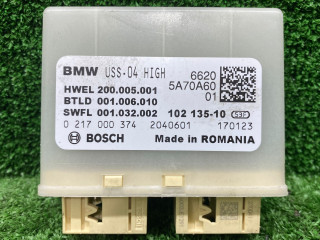 BMW USS-04 HIGH 6620
HWEL 200.005.001 5A70A60
BTLD 001.006.010 01
SWFL 001.032.002 102 135-10
0 217 000 374 2040601 170123
BOSCH Made in ROMANIA